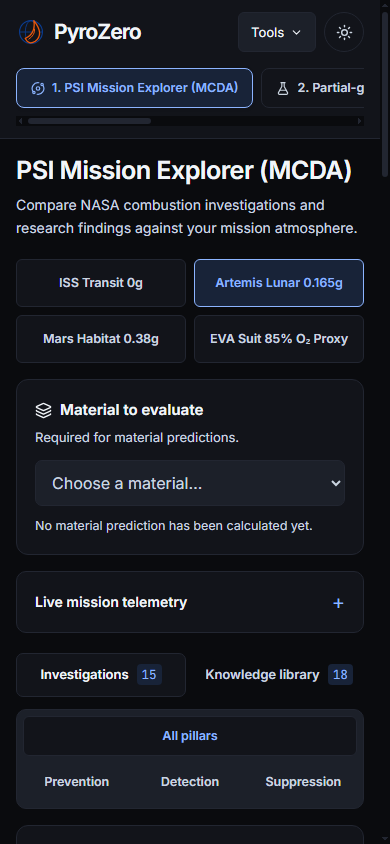 PyroZero
Tools
1. PSI Mission Explorer (MCDA)
2. Partial-g
PSI Mission Explorer (MCDA)
Compare NASA combustion investigations and
research findings against your mission atmosphere.
ISS Transit 0g
Artemis Lunar 0.165g
Mars Habitat 0.38g
EVA Suit 85% O₂ Proxy
Material to evaluate
Required for material predictions.
Choose a material...
No material prediction has been calculated yet.
Live mission telemetry
+
Investigations 15
Knowledge library 18
All pillars
Prevention
Detection
Suppression